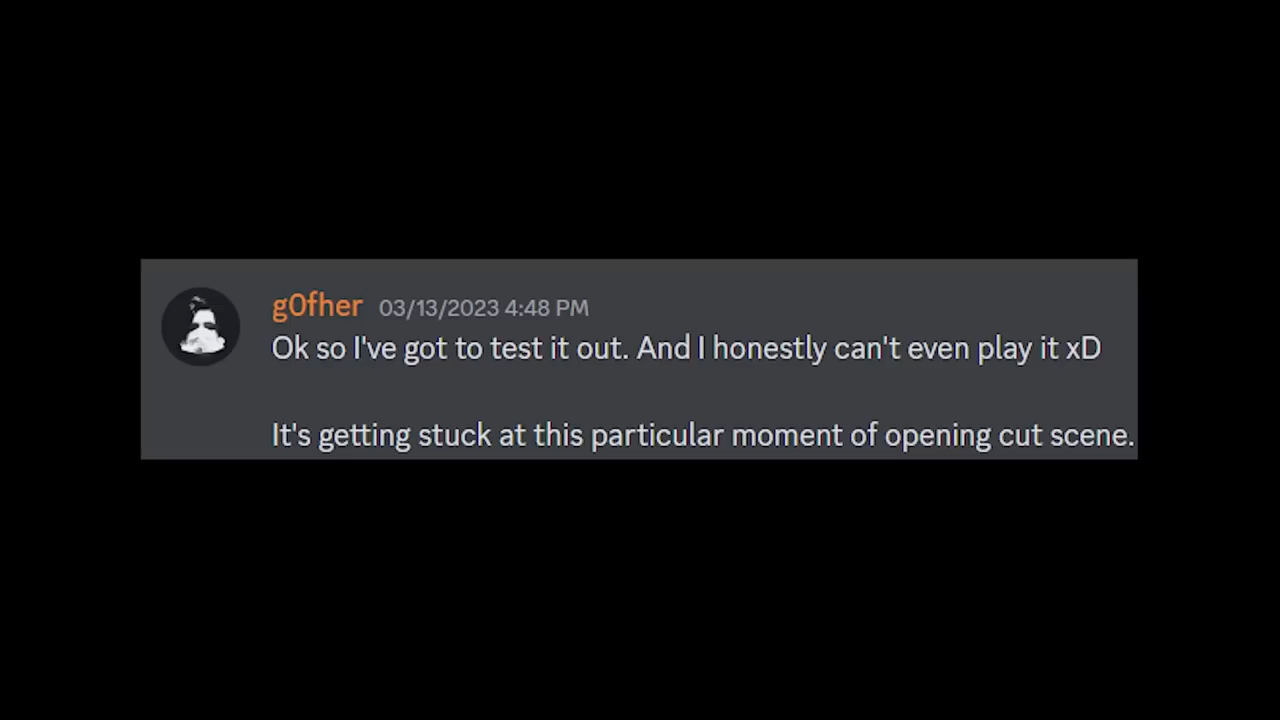 g0fher 03/13/2023 4:48 PM
Ok so I've got to test it out. And I honestly can't even play it xD
It's getting stuck at this particular moment of opening cut scene.